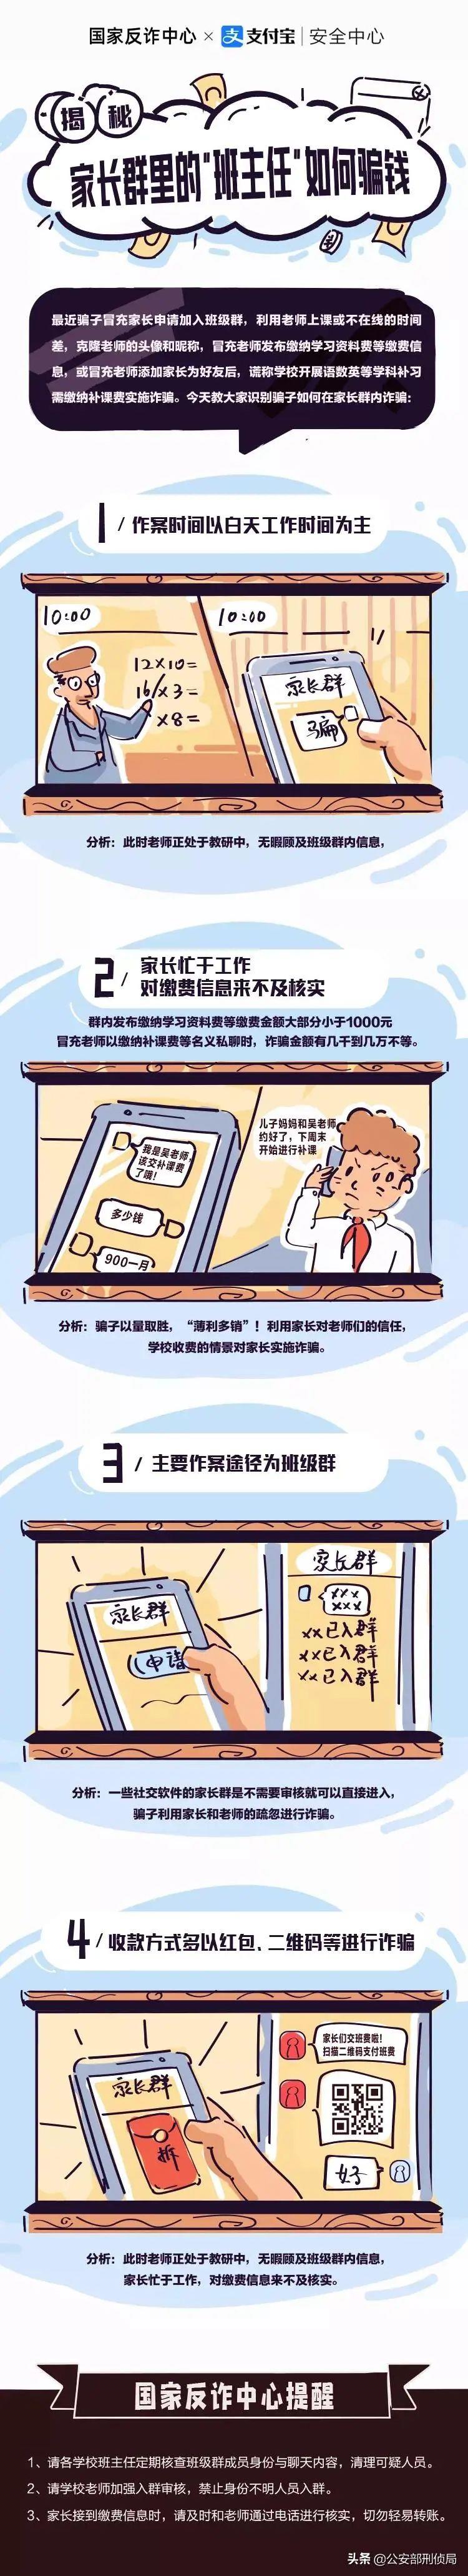 国家反诈中心 × 支 支付宝 | 安全中心
揭秘
家长群里的"班主任"如何骗钱
最近骗子冒充家长申请加入班级群，利用老师上课或不在线的时间
差，克隆老师的头像和昵称，冒充老师发布缴纳学习资料费等缴费信
息，或冒充老师添加家长为好友后，谎称学校开展语数英等学科补习
需缴纳补课费实施诈骗。今天教大家识别骗子如何在家长群内诈骗：
1/作案时间以白天工作时间为主
10:00
12×10=
16×3=
×8=
10:00
家长群
骗
分析：此时老师正处于教研中，无暇顾及班级群内信息，
2/家长忙于工作
对缴费信息来不及核实
群内发布缴纳学习资料费等缴费金额大部分小于1000元
冒充老师以缴纳补课费等名义私聊时，诈骗金额有几千到几万不等。
我是吴老师，
该交补课费
了哦！
多少钱
900一月
儿子妈妈和吴老师
约好了，下周末
开始进行补课
分析：骗子以量取胜，“薄利多销”！利用家长对老师们的信任，
学校收费的情景对家长实施诈骗。
3/主要作案途径为班级群
家长群
申请
家长群
×××
×××
××已入群
××已入群
××已入群
分析：一些社交软件的家长群是不需要审核就可以直接进入，
骗子利用家长和老师的疏忽进行诈骗。
4/收款方式多以红包、二维码等进行诈骗
家长群
拆
家长们交班费啦！
扫描二维码支付班费
好
分析：此时老师正处于教研中，无暇顾及班级群内信息，
家长忙于工作，对缴费信息来不及核实。
国家反诈中心提醒
1、请各学校班主任定期核查班级群成员身份与聊天内容，清理可疑人员。
2、请学校老师加强入群审核，禁止身份不明人员入群。
3、家长接到缴费信息时，请及时和老师通过电话进行核实，切勿轻易转账。
头条 @公安部刑侦局